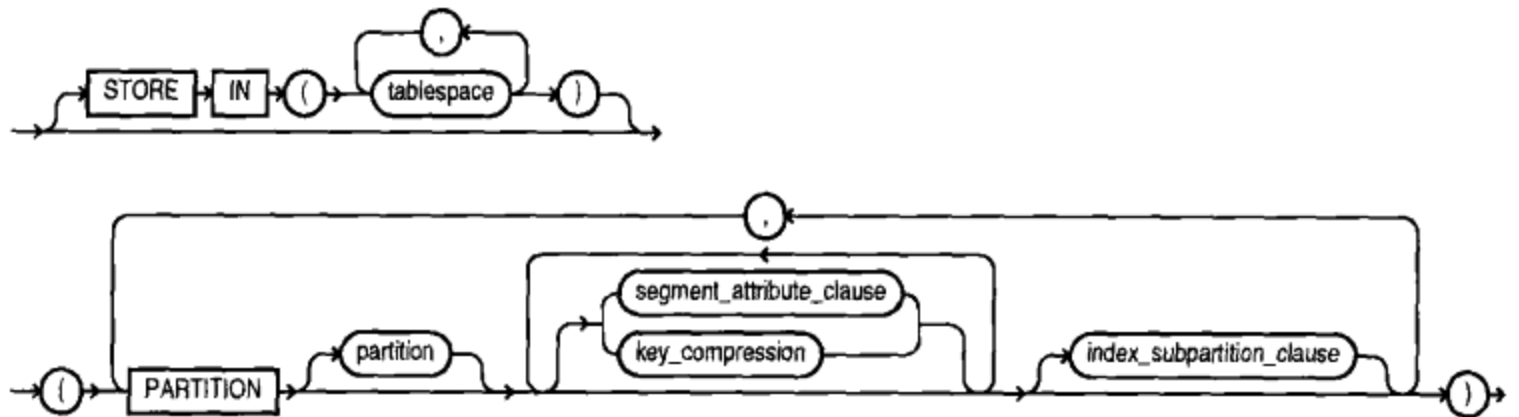 ,
STORE IN ( tablespace )
,
segment_attribute_clause
partition key_compression index_subpartition_clause
( PARTITION )